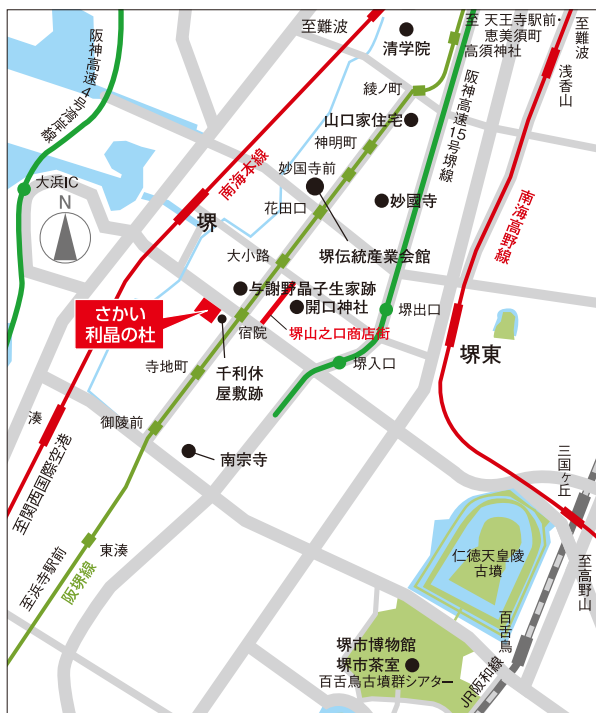 至難波
清学院
至 天王寺駅前・
恵美須町
高須神社
至難波
浅香山
阪神高速4号湾岸線
綾ノ町
阪神高速15号堺線
山口家住宅
神明町
南海本線
妙国寺前
大浜IC
N
妙國寺
花田口
南海高野線
堺
堺伝統産業会館
大小路
与謝野晶子生家跡
さかい
利晶の杜
開口神社
堺出口
宿院
堺山之口商店街
堺東
寺地町
千利休
屋敷跡
堺入口
湊
御陵前
南宗寺
三国ヶ丘
至関西国際空港
仁徳天皇陵
古墳
東湊
至高野山
至浜寺駅前
阪堺線
百舌鳥
堺市博物館
堺市茶室
百舌鳥古墳群シアター
JR阪和線